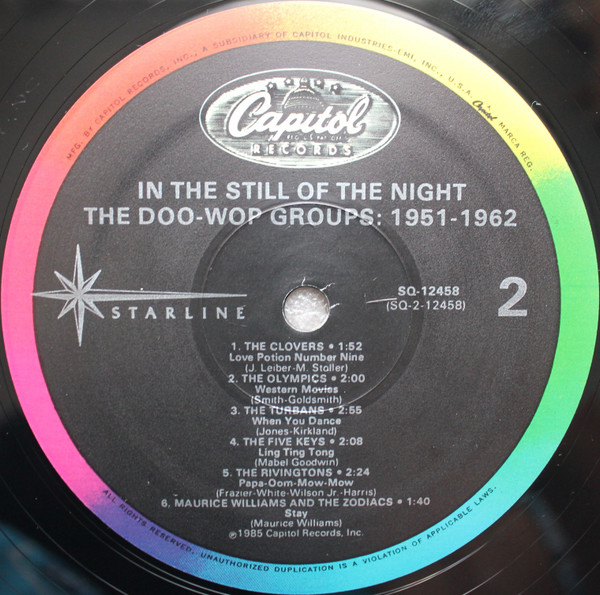 MFG. BY CAPITOL RECORDS, INC., A SUBSIDIARY OF CAPITOL INDUSTRIES-EMI, INC., U.S.A. Capitol MARCA REG.
Capitol
RECORDS
IN THE STILL OF THE NIGHT
THE DOO-WOP GROUPS: 1951-1962
STARLINE
SQ-12458
(SQ-2-12458)
2
1. THE CLOVERS • 1:52
Love Potion Number Nine
(J. Leiber-M. Staller)
2. THE OLYMPICS • 2:00
Western Movies
(Smith-Goldsmith)
3. THE TURBANS • 2:55
When You Dance
(Jones-Kirkland)
4. THE FIVE KEYS • 2:08
Ling Ting Tong
(Mabel Goodwin)
5. THE RIVINGTONS • 2:24
Papa-Oom-Mow-Mow
(Frazier-White-Wilson Jr.-Harris)
6. MAURICE WILLIAMS AND THE ZODIACS • 1:40
Stay
(Maurice Williams)
℗1985 Capitol Records, Inc.
ALL RIGHTS RESERVED. UNAUTHORIZED DUPLICATION IS A VIOLATION OF APPLICABLE LAWS.